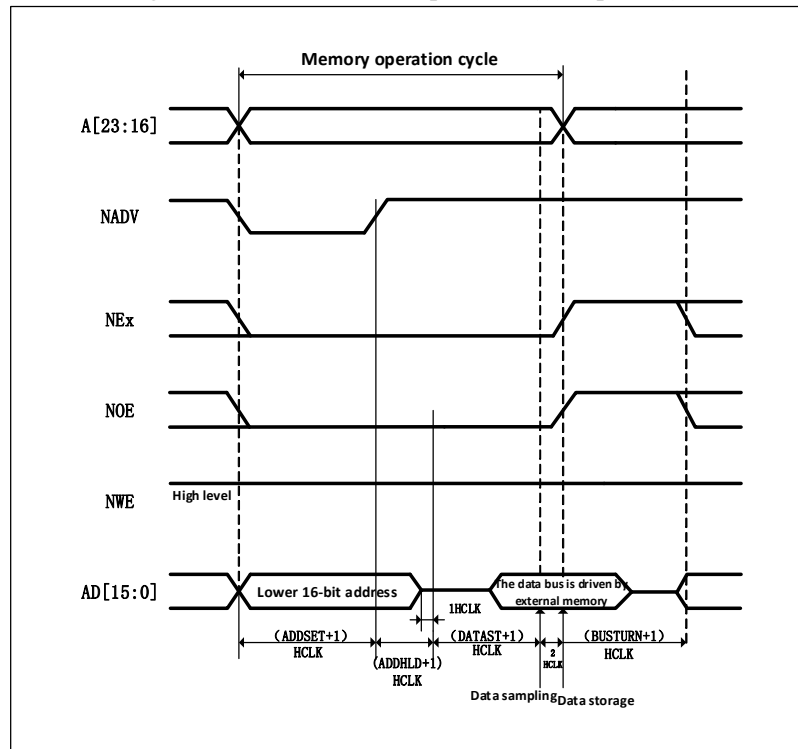 Memory operation cycle
A[23:16]
NADV
NEx
NOE
NWE
High level
AD[15:0]
Lower 16-bit address
The data bus is driven by
external memory
1HCLK
(ADDSET+1)
HCLK
(ADDHLD+1)
HCLK
(DATAST+1)
HCLK
2
HCLK
(BUSTURN+1)
HCLK
Data sampling
Data storage